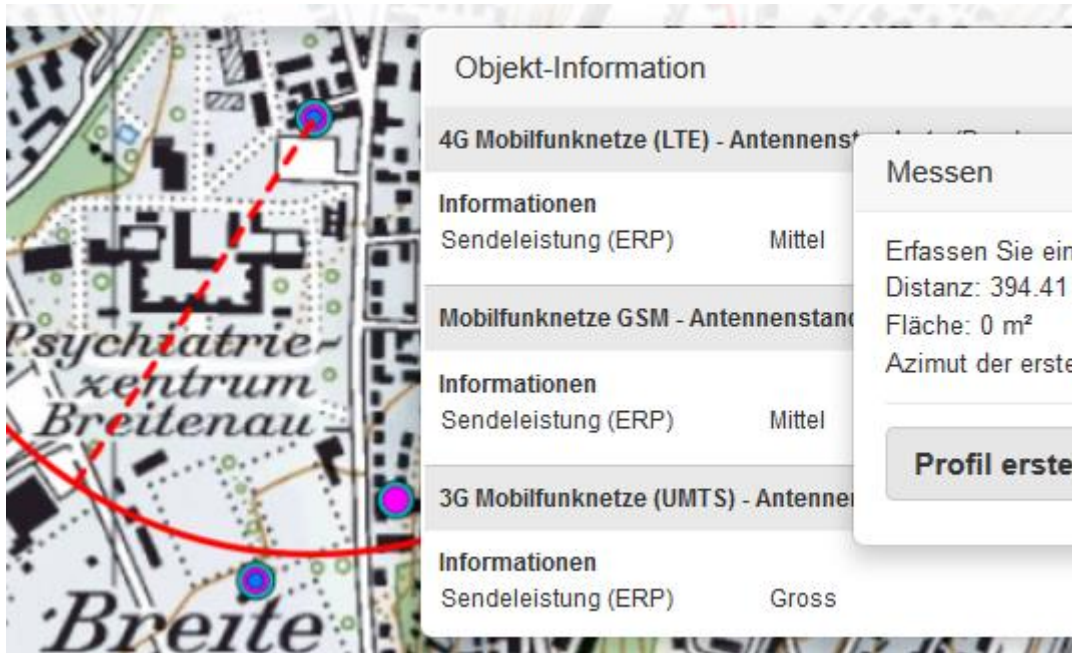 Objekt-Information
4G Mobilfunknetze (LTE) - Antennenst
Informationen
Sendeleistung (ERP) Mittel
Mobilfunknetze GSM - Antennenstand
Informationen
Sendeleistung (ERP) Mittel
3G Mobilfunknetze (UMTS) - Antennen
Informationen
Sendeleistung (ERP) Gross
Messen
Erfassen Sie ein
Distanz: 394.41
Fläche: 0 m²
Azimut der erste
Profil erste
Psychiatrie-
zentrum
Breitenau
Breite